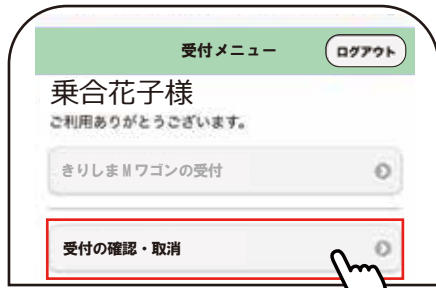 受付メニュー
ログアウト
乗合花子様
ご利用ありがとうございます。
きりしまMワゴンの受付
受付の確認・取消